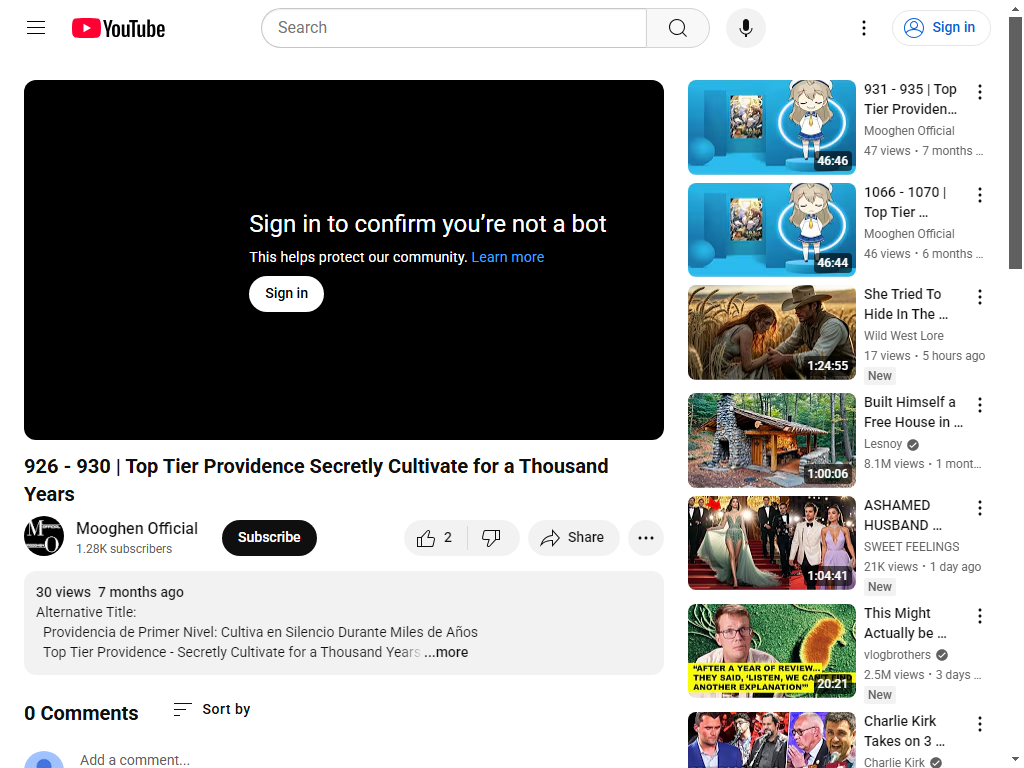 YouTube
Search
Sign in
Sign in to confirm you’re not a bot
This helps protect our community. Learn more
Sign in
926 - 930 | Top Tier Providence Secretly Cultivate for a Thousand
Years
Mooghen Official
1.28K subscribers
Subscribe
2
Share
30 views 7 months ago
Alternative Title:
Providencia de Primer Nivel: Cultiva en Silencio Durante Miles de Años
Top Tier Providence - Secretly Cultivate for a Thousand Years ...more
0 Comments
Sort by
Add a comment...
931 - 935 | Top
Tier Providen...
Mooghen Official
47 views • 7 months ...
46:46
1066 - 1070 |
Top Tier ...
Mooghen Official
46 views • 6 months ...
46:44
She Tried To
Hide In The ...
Wild West Lore
17 views • 5 hours ago
New
1:24:55
Built Himself a
Free House in ...
Lesnoy
8.1M views • 1 mont...
1:00:06
ASHAMED
HUSBAND ...
SWEET FEELINGS
21K views • 1 day ago
New
1:04:41
This Might
Actually be ...
vlogbrothers
2.5M views • 3 days ...
New
"AFTER A YEAR OF REVIEW...
THEY SAID, 'LISTEN, WE CAN'T FIND
ANOTHER EXPLANATION'"
20:21
Charlie Kirk
Takes on 3 ...
Charlie Kirk